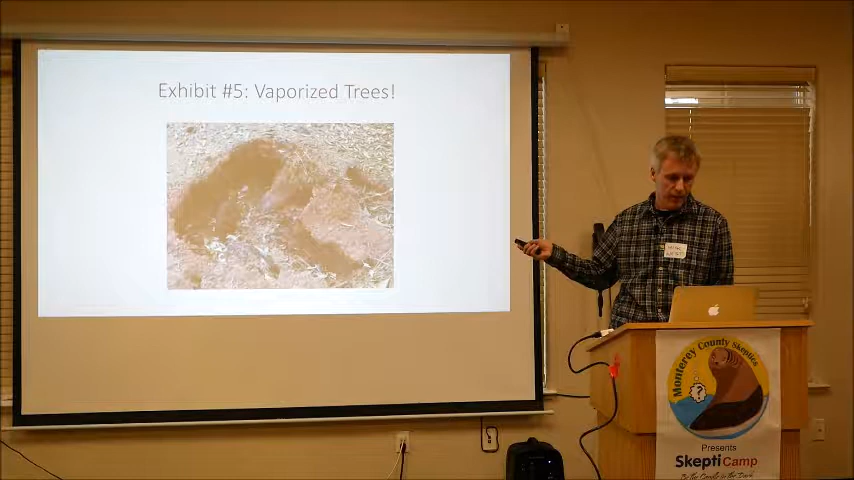 Exhibit #5: Vaporized Trees!
Monterey County Skeptics
?
Presents
SkeptiCamp